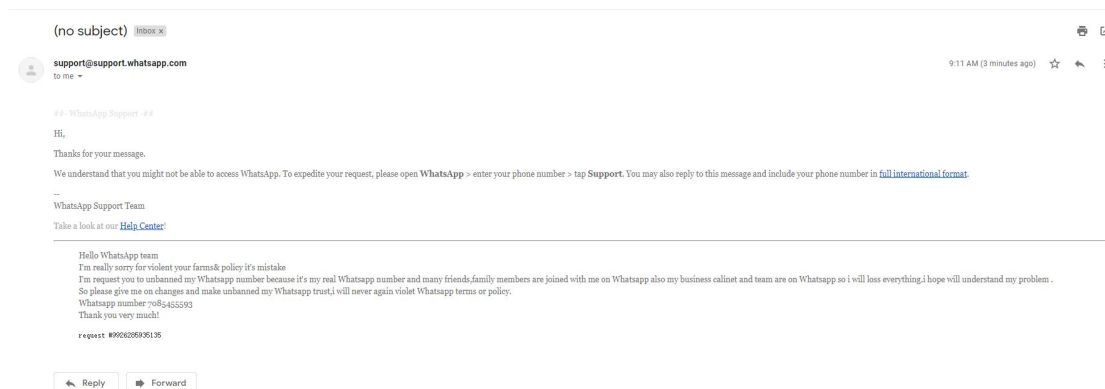 (no subject) Inbox x
support@support.whatsapp.com
9:11 AM (3 minutes ago)
to me
##- WhatsApp Support -##
Hi,
Thanks for your message.
We understand that you might not be able to access WhatsApp. To expedite your request, please open WhatsApp > enter your phone number > tap Support. You may also reply to this message and include your phone number in full international format.
--
WhatsApp Support Team
Take a look at our Help Center!
Hello WhatsApp team
I'm really sorry for violent your farms& policy it's mistake
I'm request you to unbanned my Whatsapp number because it's my real Whatsapp number and many friends,family members are joined with me on Whatsapp also my business calinet and team are on Whatsapp so i will loss everything.i hope will understand my problem .
So please give me on changes and make unbanned my Whatsapp trust,i will never again violet Whatsapp terms or policy.
Whatsapp number 7085455593
Thank you very much!
request #9926285935135
Reply
Forward